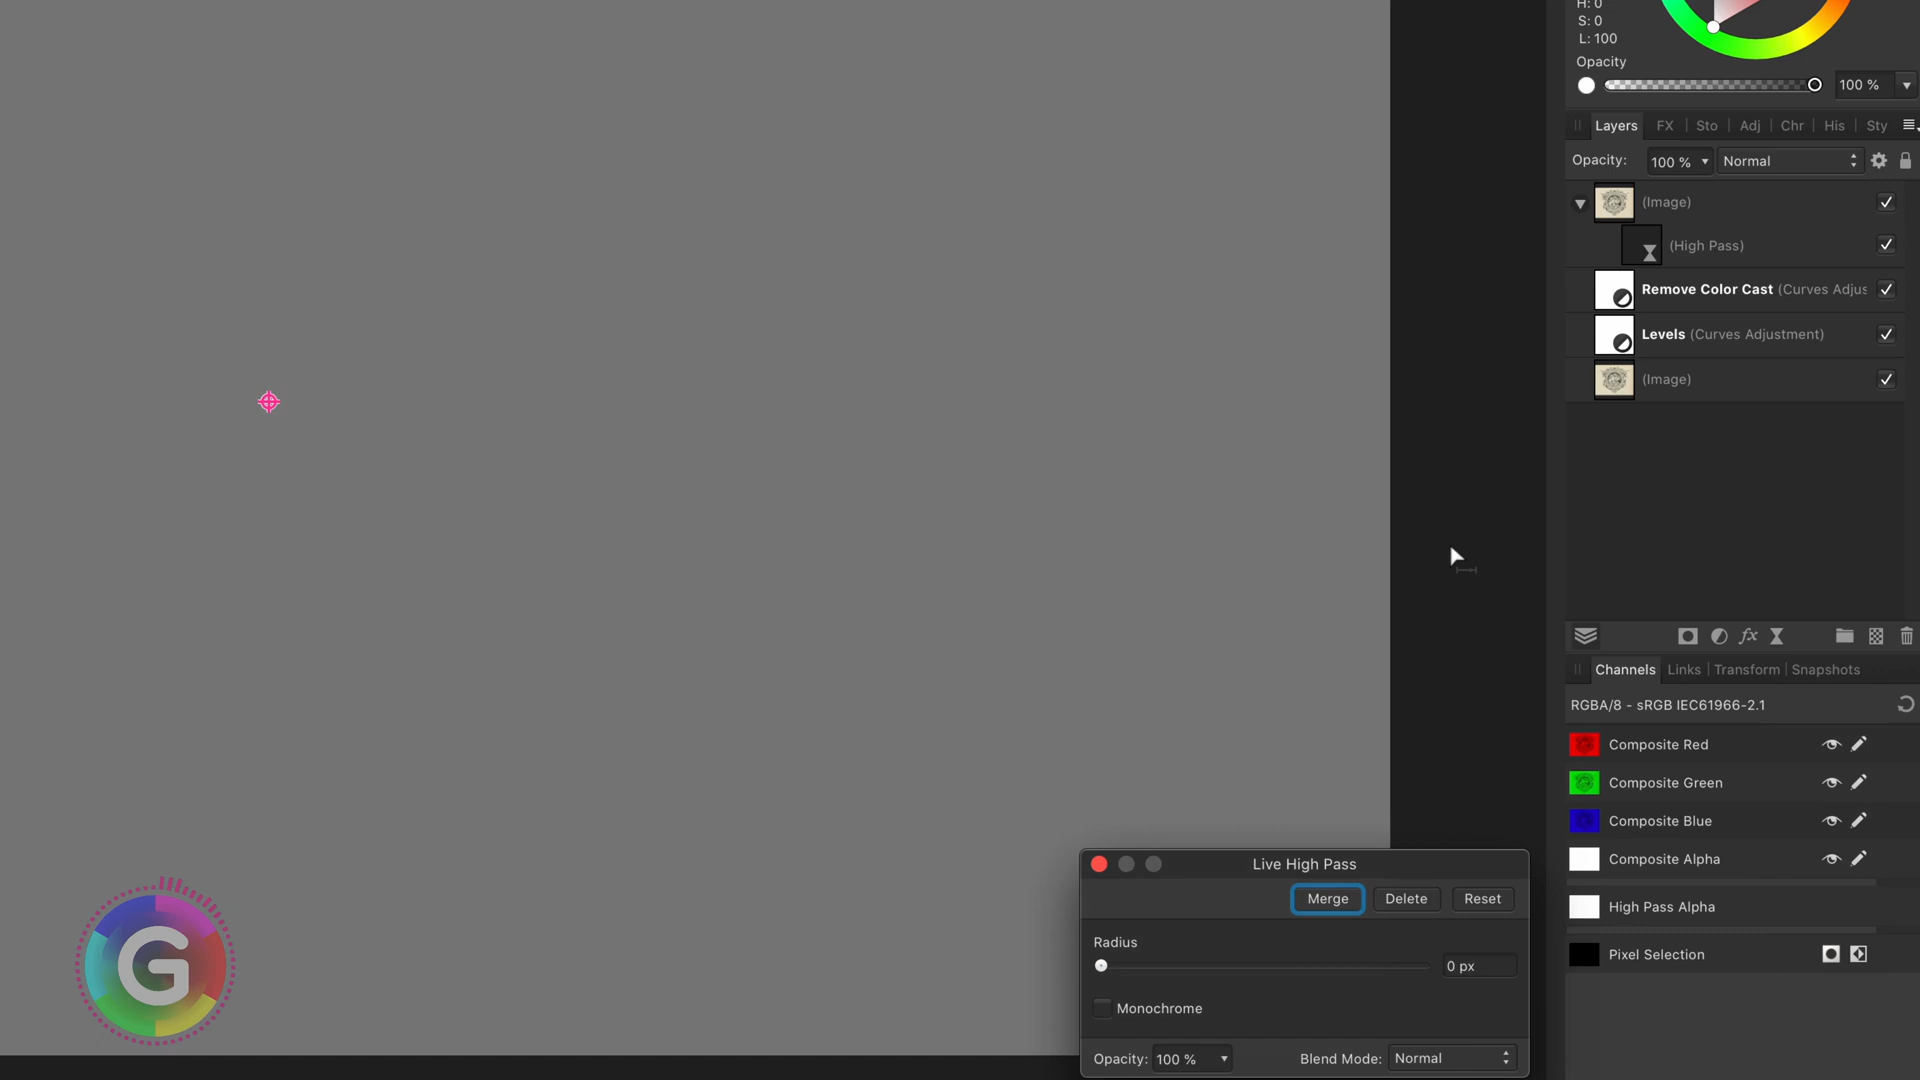 H: 0
S: 0
L: 100
Opacity
100 %
Layers FX Sto Adj Chr His Sty
Opacity: 100 % Normal
(Image)
(High Pass)
Remove Color Cast (Curves Adjus
Levels (Curves Adjustment)
(Image)
fx
Channels Links Transform Snapshots
RGBA/8 - sRGB IEC61966-2.1
Composite Red
Composite Green
Composite Blue
Composite Alpha
High Pass Alpha
Pixel Selection
Live High Pass
Merge Delete Reset
Radius
0 px
Monochrome
Opacity: 100 % Blend Mode: Normal
G